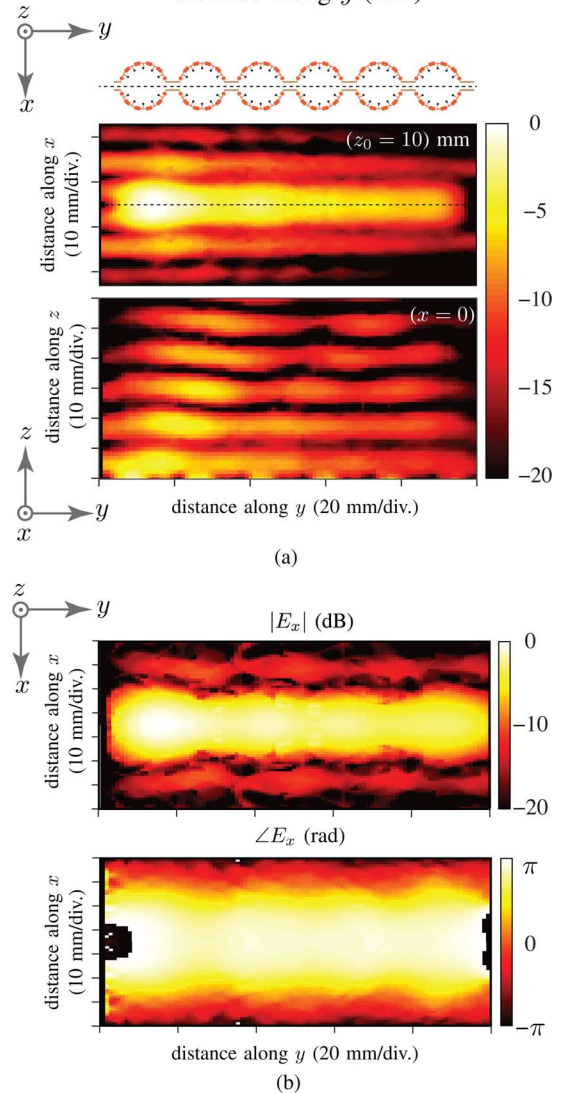 z
y
x
(z₀ = 10) mm
distance along x
(10 mm/div.)
0
−5
−10
−15
−20
(x = 0)
distance along z
(10 mm/div.)
z
x
y
distance along y (20 mm/div.)
(a)
z
y
x
|Eₓ| (dB)
distance along x
(10 mm/div.)
0
−10
−20
∠Eₓ (rad)
distance along x
(10 mm/div.)
π
0
−π
distance along y (20 mm/div.)
(b)